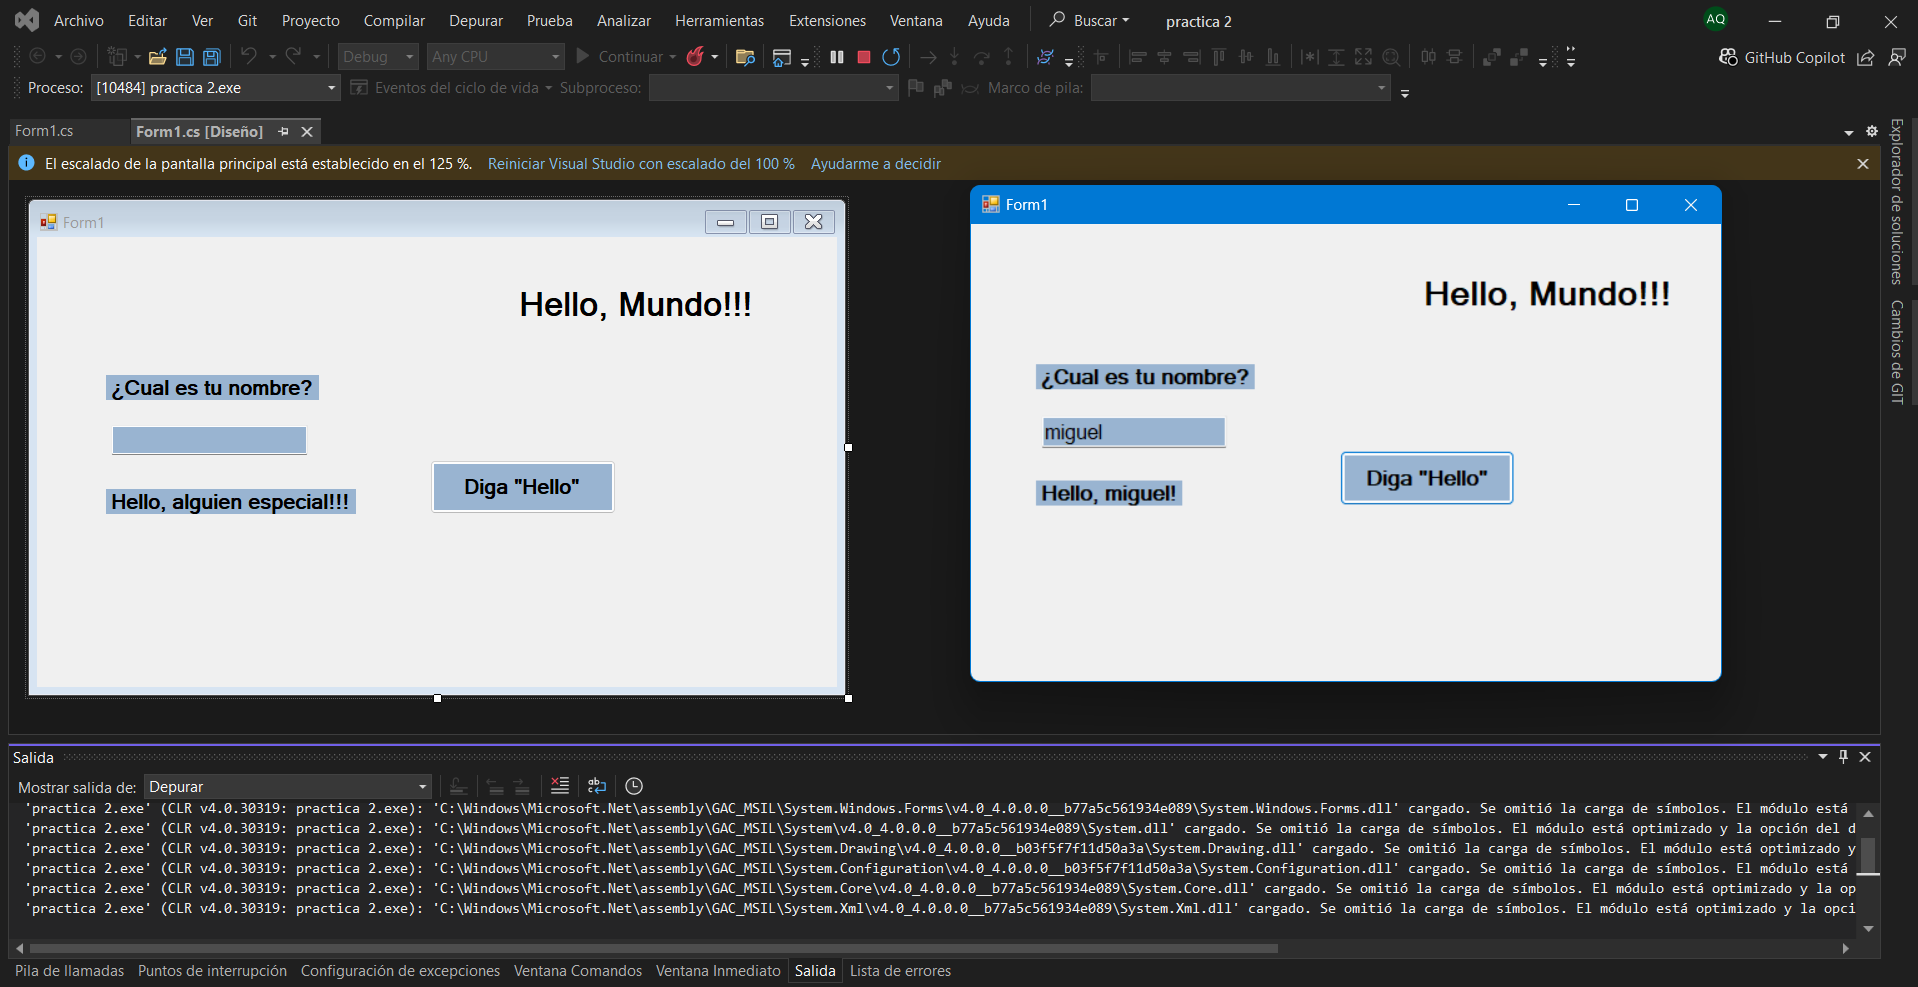 Archivo Editar Ver Git Proyecto Compilar Depurar Prueba Analizar Herramientas Extensiones Ventana Ayuda Buscar practica 2 AQ
Debug Any CPU Continuar GitHub Copilot
Proceso: [10484] practica 2.exe Eventos del ciclo de vida Subproceso: Marco de pila:
Form1.cs Form1.cs [Diseño]
El escalado de la pantalla principal está establecido en el 125 %. Reiniciar Visual Studio con escalado del 100 % Ayudarme a decidir
Form1
Hello, Mundo!!!
¿Cual es tu nombre?
Hello, alguien especial!!!
Diga "Hello"
Form1
Hello, Mundo!!!
¿Cual es tu nombre?
miguel
Hello, miguel!
Diga "Hello"
Explorador de soluciones
Cambios de GIT
Salida
Mostrar salida de: Depurar
'practica 2.exe' (CLR v4.0.30319: practica 2.exe): 'C:\Windows\Microsoft.Net\assembly\GAC_MSIL\System.Windows.Forms\v4.0_4.0.0.0__b77a5c561934e089\System.Windows.Forms.dll' cargado. Se omitió la carga de símbolos. El módulo está
'practica 2.exe' (CLR v4.0.30319: practica 2.exe): 'C:\Windows\Microsoft.Net\assembly\GAC_MSIL\System\v4.0_4.0.0.0__b77a5c561934e089\System.dll' cargado. Se omitió la carga de símbolos. El módulo está optimizado y la opción del d
'practica 2.exe' (CLR v4.0.30319: practica 2.exe): 'C:\Windows\Microsoft.Net\assembly\GAC_MSIL\System.Drawing\v4.0_4.0.0.0__b03f5f7f11d50a3a\System.Drawing.dll' cargado. Se omitió la carga de símbolos. El módulo está optimizado y
'practica 2.exe' (CLR v4.0.30319: practica 2.exe): 'C:\Windows\Microsoft.Net\assembly\GAC_MSIL\System.Configuration\v4.0_4.0.0.0__b03f5f7f11d50a3a\System.Configuration.dll' cargado. Se omitió la carga de símbolos. El módulo está
'practica 2.exe' (CLR v4.0.30319: practica 2.exe): 'C:\Windows\Microsoft.Net\assembly\GAC_MSIL\System.Core\v4.0_4.0.0.0__b77a5c561934e089\System.Core.dll' cargado. Se omitió la carga de símbolos. El módulo está optimizado y la op
'practica 2.exe' (CLR v4.0.30319: practica 2.exe): 'C:\Windows\Microsoft.Net\assembly\GAC_MSIL\System.Xml\v4.0_4.0.0.0__b77a5c561934e089\System.Xml.dll' cargado. Se omitió la carga de símbolos. El módulo está optimizado y la opci
Pila de llamadas Puntos de interrupción Configuración de excepciones Ventana Comandos Ventana Inmediato Salida Lista de errores